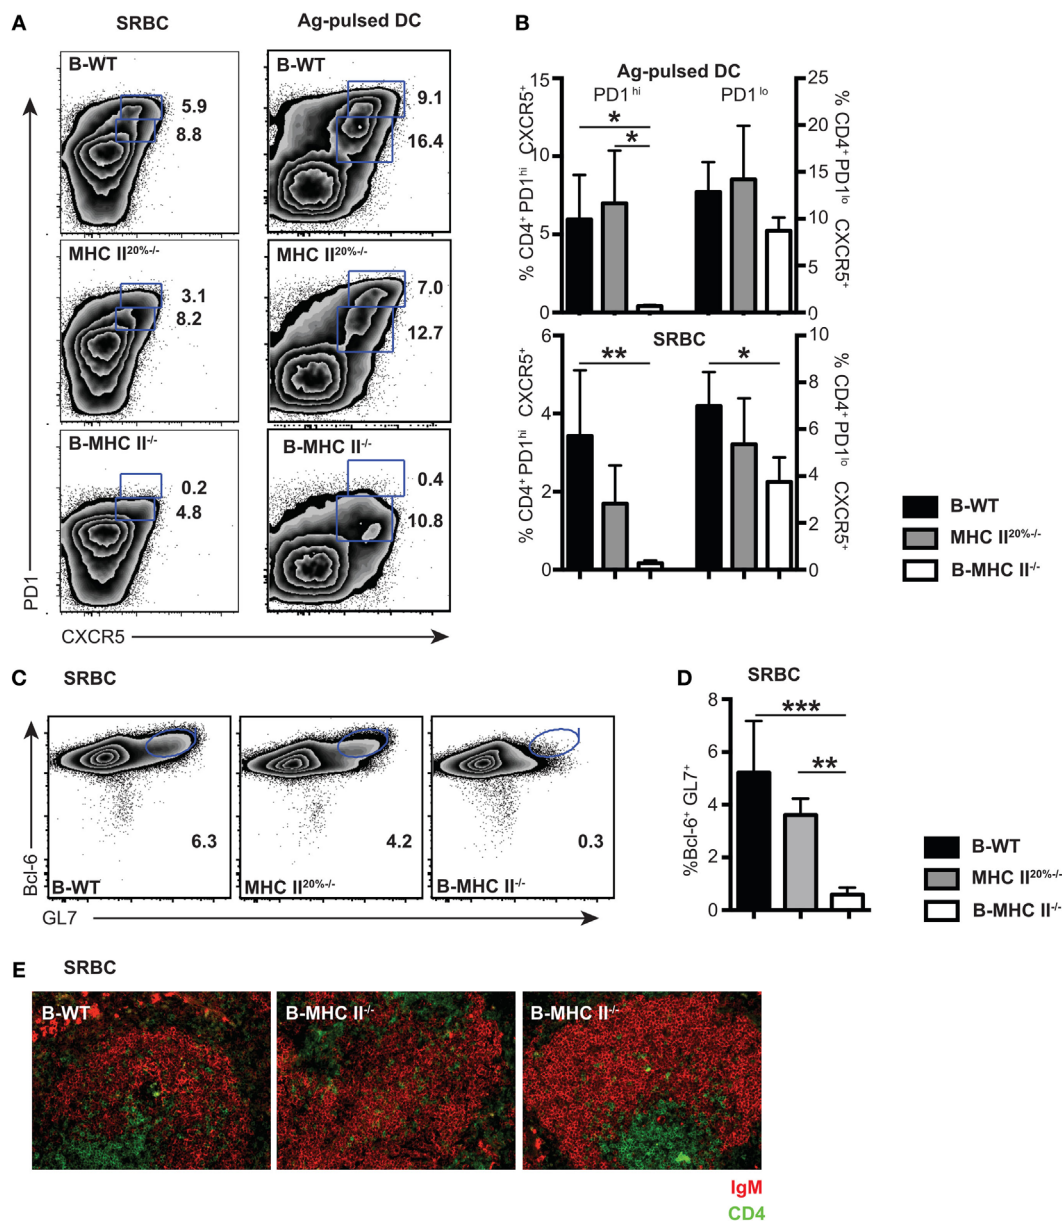 A
SRBC
Ag-pulsed DC
B-WT
5.9
8.8
B-WT
9.1
16.4
MHC II20%-/-
3.1
8.2
MHC II20%-/-
7.0
12.7
B-MHC II-/-
0.2
4.8
B-MHC II-/-
0.4
10.8
PD1
CXCR5
B
Ag-pulsed DC
PD1hi
PD1lo
*
*
15
10
5
0
% CD4+ PD1hi CXCR5+
25
20
15
10
5
0
% CD4+ PD1lo CXCR5+
SRBC
**
*
6
4
2
0
% CD4+ PD1hi CXCR5+
10
8
6
4
2
0
% CD4+ PD1lo CXCR5+
B-WT
MHC II20%-/-
B-MHC II-/-
C
SRBC
6.3
B-WT
4.2
MHC II20%-/-
0.3
B-MHC II-/-
Bcl-6
GL7
D
SRBC
***
**
8
6
4
2
0
%Bcl-6+ GL7+
B-WT
MHC II20%-/-
B-MHC II-/-
E
SRBC
B-WT
B-MHC II-/-
B-MHC II-/-
IgM
CD4